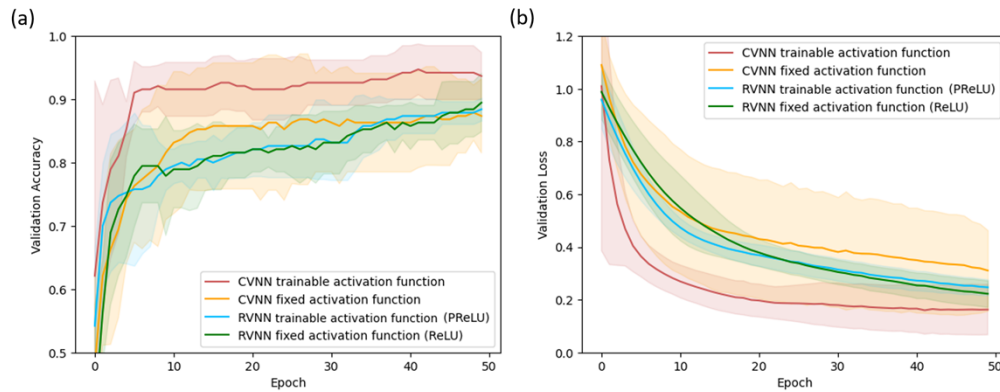 (a)
1.0
0.9
0.8
0.7
0.6
0.5
Validation Accuracy
CVNN trainable activation function
CVNN fixed activation function
RVNN trainable activation function (PReLU)
RVNN fixed activation function (ReLU)
0 10 20 30 40 50
Epoch
(b)
1.2
1.0
0.8
0.6
0.4
0.2
0.0
Validation Loss
CVNN trainable activation function
CVNN fixed activation function
RVNN trainable activation function (PReLU)
RVNN fixed activation function (ReLU)
0 10 20 30 40 50
Epoch